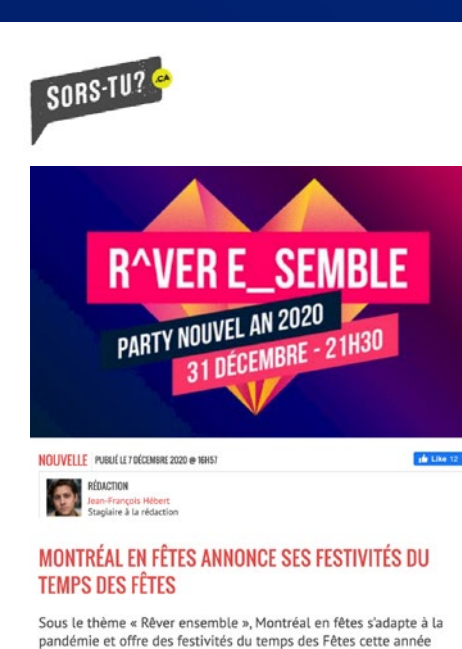 SORS-TU? .CA
R^VER E_SEMBLE
PARTY NOUVEL AN 2020
31 DÉCEMBRE - 21H30
NOUVELLE PUBLIÉ LE 7 DÉCEMBRE 2020 @ 16H57
Like 12
RÉDACTION
Jean-François Hébert
Stagiaire à la rédaction
MONTRÉAL EN FÊTES ANNONCE SES FESTIVITÉS DU
TEMPS DES FÊTES
Sous le thème « Rêver ensemble », Montréal en fêtes s'adapte à la
pandémie et offre des festivités du temps des Fêtes cette année